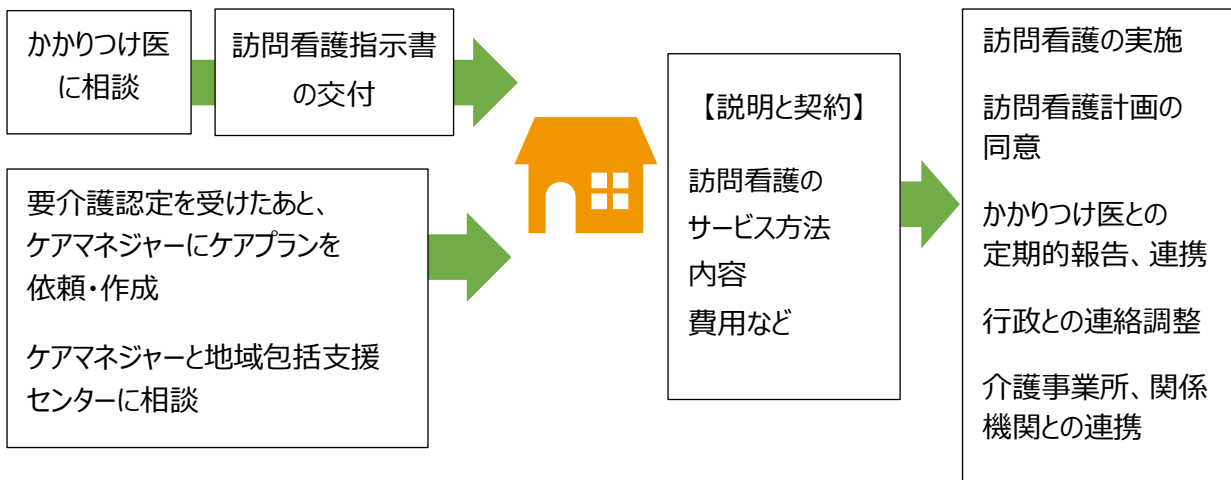 かかりつけ医
に相談
訪問看護指示書
の交付
要介護認定を受けたあと、
ケアマネジャーにケアプランを
依頼・作成
ケアマネジャーと地域包括支援
センターに相談
【説明と契約】
訪問看護の
サービス方法
内容
費用など
訪問看護の実施
訪問看護計画の
同意
かかりつけ医との
定期的報告、連携
行政との連絡調整
介護事業所、関係
機関との連携